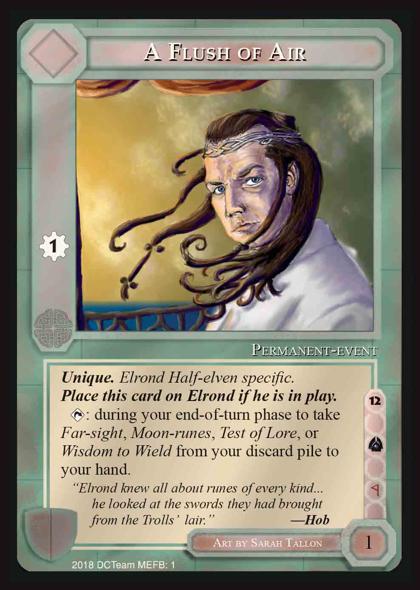 A Flush of Air
1
Permanent-event
Unique. Elrond Half-elven specific.
Place this card on Elrond if he is in play.
: during your end-of-turn phase to take
Far-sight, Moon-runes, Test of Lore, or
Wisdom to Wield from your discard pile to
your hand.
“Elrond knew all about runes of every kind...
he looked at the swords they had brought
from the Trolls’ lair.” —Hob
12
Art by Sarah Tallon
1
2018 DCTeam MEFB: 1